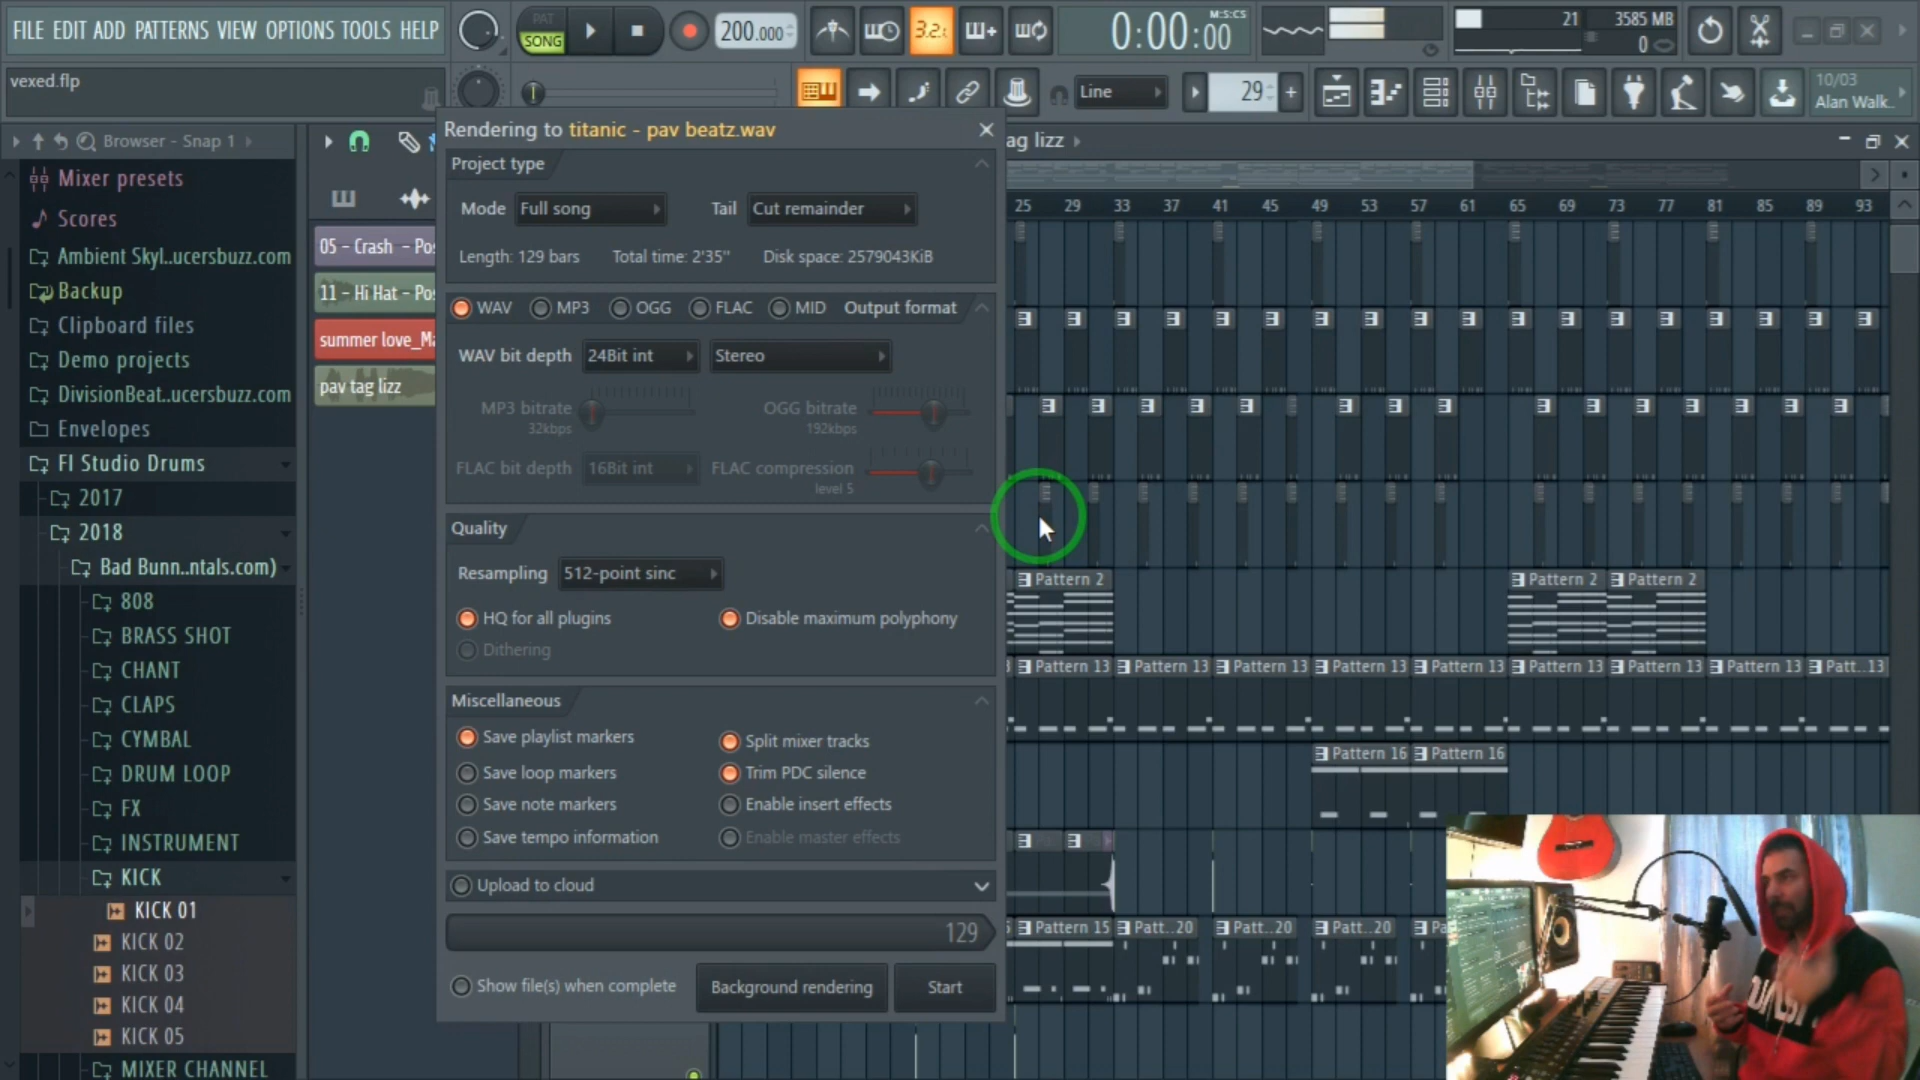 FILE EDIT ADD PATTERNS VIEW OPTIONS TOOLS HELP
PAT
SONG
200.000
3.2.
0:00:00
M:S:CS
21
3585 MB
0
vexed.flp
Line
29
10/03
Alan Walk..
Browser - Snap 1
Rendering to titanic - pav beatz.wav
ag lizz
Mixer presets
Scores
Ambient Skyl..ucersbuzz.com
Backup
Clipboard files
Demo projects
DivisionBeat..ucersbuzz.com
Envelopes
Fl Studio Drums
2017
2018
Bad Bunn..ntals.com)
808
BRASS SHOT
CHANT
CLAPS
CYMBAL
DRUM LOOP
FX
INSTRUMENT
KICK
KICK 01
KICK 02
KICK 03
KICK 04
KICK 05
MIXER CHANNEL
05 - Crash - Po
11 - Hi Hat - Po
summer love_Ma
pav tag lizz
Project type
Mode Full song Tail Cut remainder
Length: 129 bars Total time: 2'35" Disk space: 2579043KiB
WAV MP3 OGG FLAC MID Output format
WAV bit depth 24Bit int Stereo
MP3 bitrate
32kbps
OGG bitrate
192kbps
FLAC bit depth 16Bit int FLAC compression
level 5
Quality
Resampling 512-point sinc
HQ for all plugins Disable maximum polyphony
Dithering
Miscellaneous
Save playlist markers Split mixer tracks
Save loop markers Trim PDC silence
Save note markers Enable insert effects
Save tempo information Enable master effects
Upload to cloud
129
Show file(s) when complete Background rendering Start
25 29 33 37 41 45 49 53 57 61 65 69 73 77 81 85 89 93
Pattern 2 Pattern 2 Pattern 2
Pattern 13 Pattern 13 Pattern 13 Pattern 13 Pattern 13 Pattern 13 Pattern 13 Pattern 13 Patt..13
Pattern 16 Pattern 16
Pattern 15 Patt..20 Patt..20 Patt..20 Pa